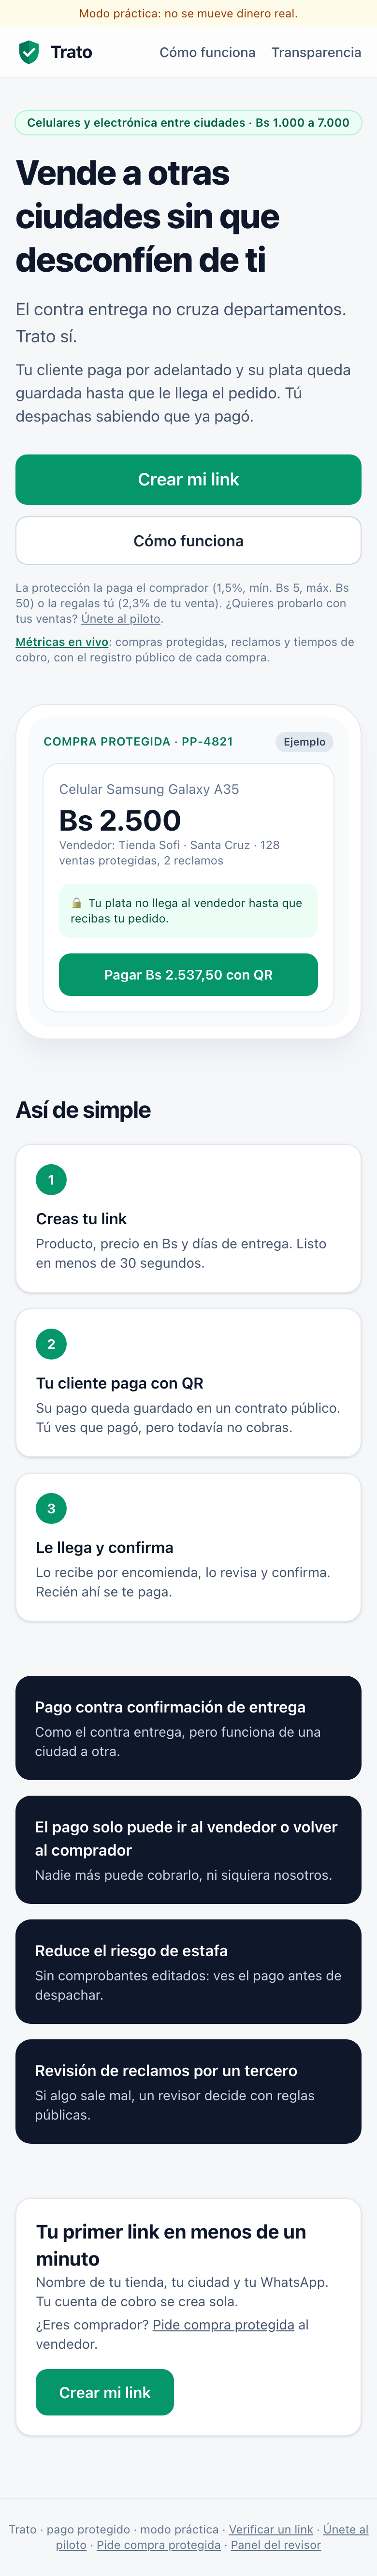 Modo práctica: no se mueve dinero real.
Trato
Cómo funciona
Transparencia
Celulares y electrónica entre ciudades · Bs 1.000 a 7.000
Vende a otras
ciudades sin que
desconfíen de ti
El contra entrega no cruza departamentos.
Trato sí.
Tu cliente paga por adelantado y su plata queda
guardada hasta que le llega el pedido. Tú
despachas sabiendo que ya pagó.
Crear mi link
Cómo funciona
La protección la paga el comprador (1,5%, mín. Bs 5, máx. Bs
50) o la regalas tú (2,3% de tu venta). ¿Quieres probarlo con
tus ventas? Únete al piloto.
Métricas en vivo: compras protegidas, reclamos y tiempos de
cobro, con el registro público de cada compra.
COMPRA PROTEGIDA · PP-4821
Ejemplo
Celular Samsung Galaxy A35
Bs 2.500
Vendedor: Tienda Sofi · Santa Cruz · 128
ventas protegidas, 2 reclamos
🔒 Tu plata no llega al vendedor hasta que
recibas tu pedido.
Pagar Bs 2.537,50 con QR
Así de simple
1
Creas tu link
Producto, precio en Bs y días de entrega. Listo
en menos de 30 segundos.
2
Tu cliente paga con QR
Su pago queda guardado en un contrato público.
Tú ves que pagó, pero todavía no cobras.
3
Le llega y confirma
Lo recibe por encomienda, lo revisa y confirma.
Recién ahí se te paga.
Pago contra confirmación de entrega
Como el contra entrega, pero funciona de una
ciudad a otra.
El pago solo puede ir al vendedor o volver
al comprador
Nadie más puede cobrarlo, ni siquiera nosotros.
Reduce el riesgo de estafa
Sin comprobantes editados: ves el pago antes de
despachar.
Revisión de reclamos por un tercero
Si algo sale mal, un revisor decide con reglas
públicas.
Tu primer link en menos de un
minuto
Nombre de tu tienda, tu ciudad y tu WhatsApp.
Tu cuenta de cobro se crea sola.
¿Eres comprador? Pide compra protegida al
vendedor.
Crear mi link
Trato · pago protegido · modo práctica · Verificar un link · Únete al
piloto · Pide compra protegida · Panel del revisor